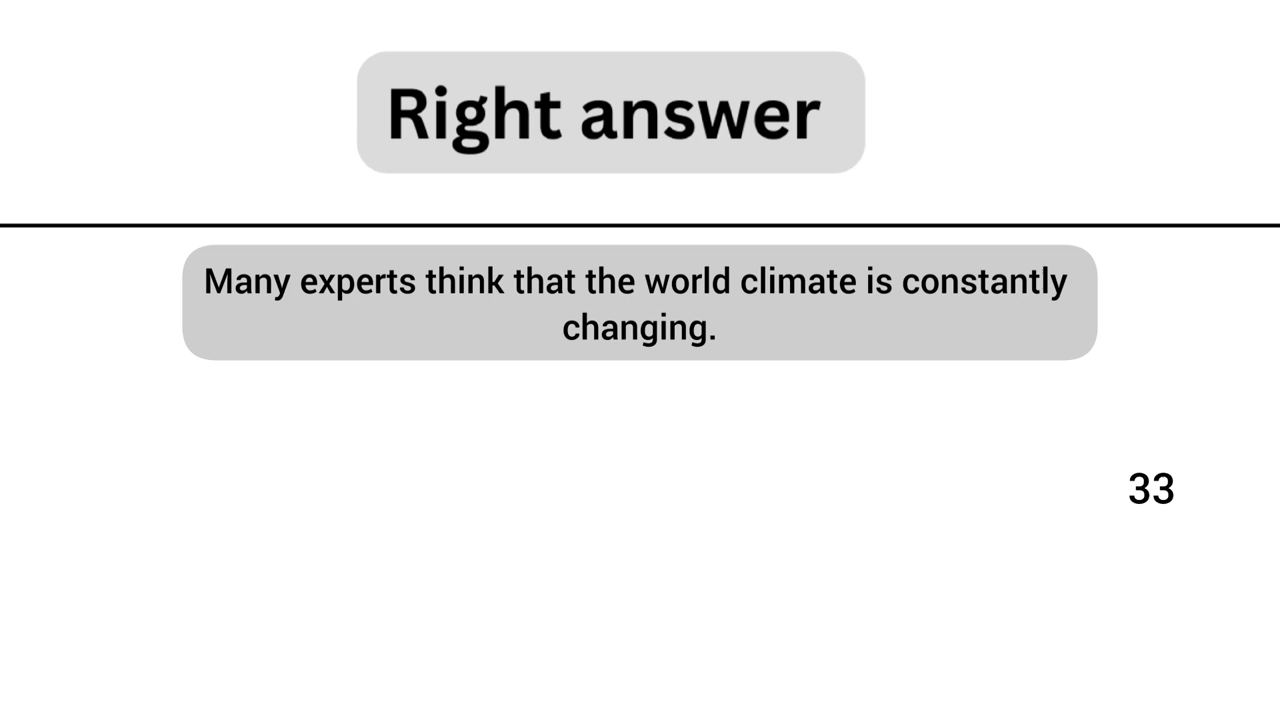 Right answer
Many experts think that the world climate is constantly
changing.
33